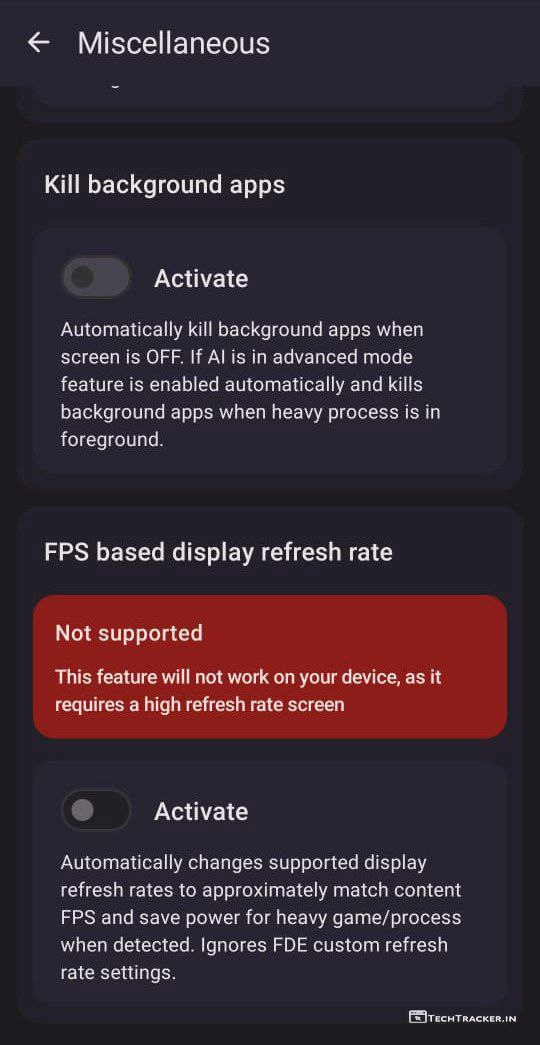 Miscellaneous
Kill background apps
Activate
Automatically kill background apps when
screen is OFF. If AI is in advanced mode
feature is enabled automatically and kills
background apps when heavy process is in
foreground.
FPS based display refresh rate
Not supported
This feature will not work on your device, as it
requires a high refresh rate screen
Activate
Automatically changes supported display
refresh rates to approximately match content
FPS and save power for heavy game/process
when detected. Ignores FDE custom refresh
rate settings.
TECHTRACKER.IN